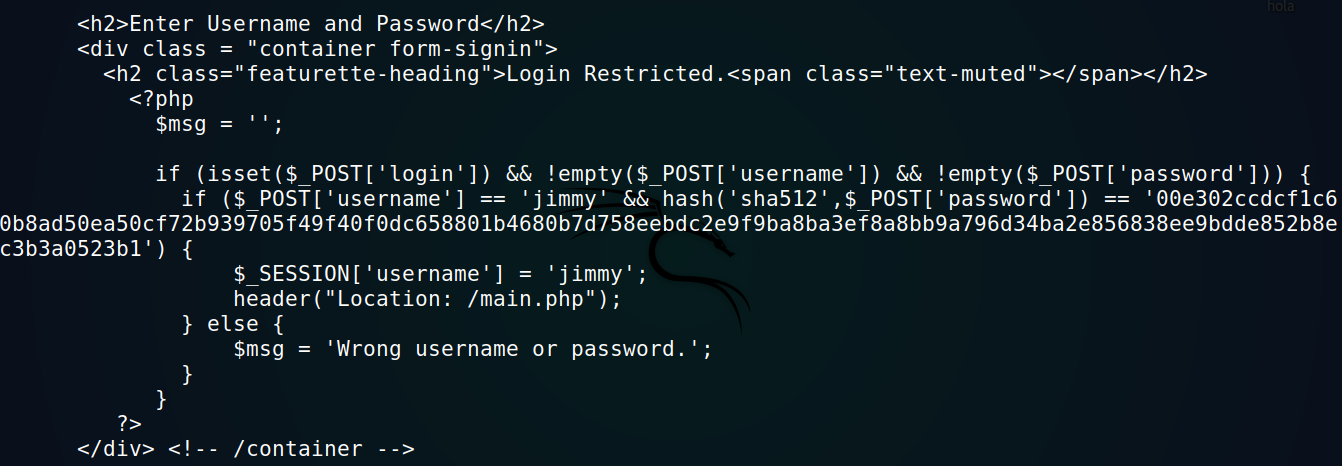 hola
<h2>Enter Username and Password</h2>
<div class = "container form-signin">
<h2 class="featurette-heading">Login Restricted.<span class="text-muted"></span></h2>
<?php
$msg = '';
if (isset($_POST['login']) && !empty($_POST['username']) && !empty($_POST['password'])) {
if ($_POST['username'] == 'jimmy' && hash('sha512',$_POST['password']) == '00e302ccdcf1c6
0b8ad50ea50cf72b939705f49f40f0dc658801b4680b7d758eebdc2e9f9ba8ba3ef8a8bb9a796d34ba2e856838ee9bdde852b8e
c3b3a0523b1') {
$_SESSION['username'] = 'jimmy';
header("Location: /main.php");
} else {
$msg = 'Wrong username or password.';
}
}
?>
</div> <!-- /container -->